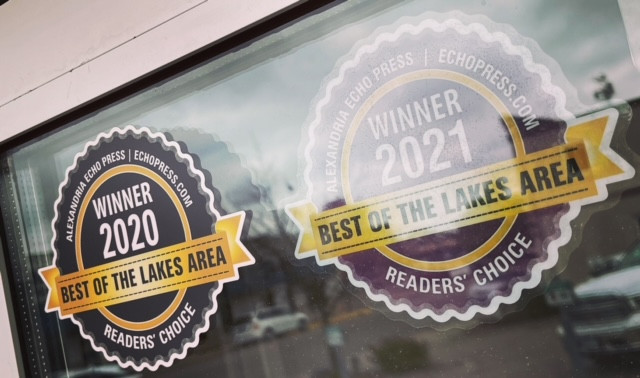 ALEXANDRIA ECHO PRESS | ECHOPRESS.COM
WINNER
2020
BEST OF THE LAKES AREA
READERS' CHOICE
ALEXANDRIA ECHO PRESS | ECHOPRESS.COM
WINNER
2021
BEST OF THE LAKES AREA
READERS' CHOICE